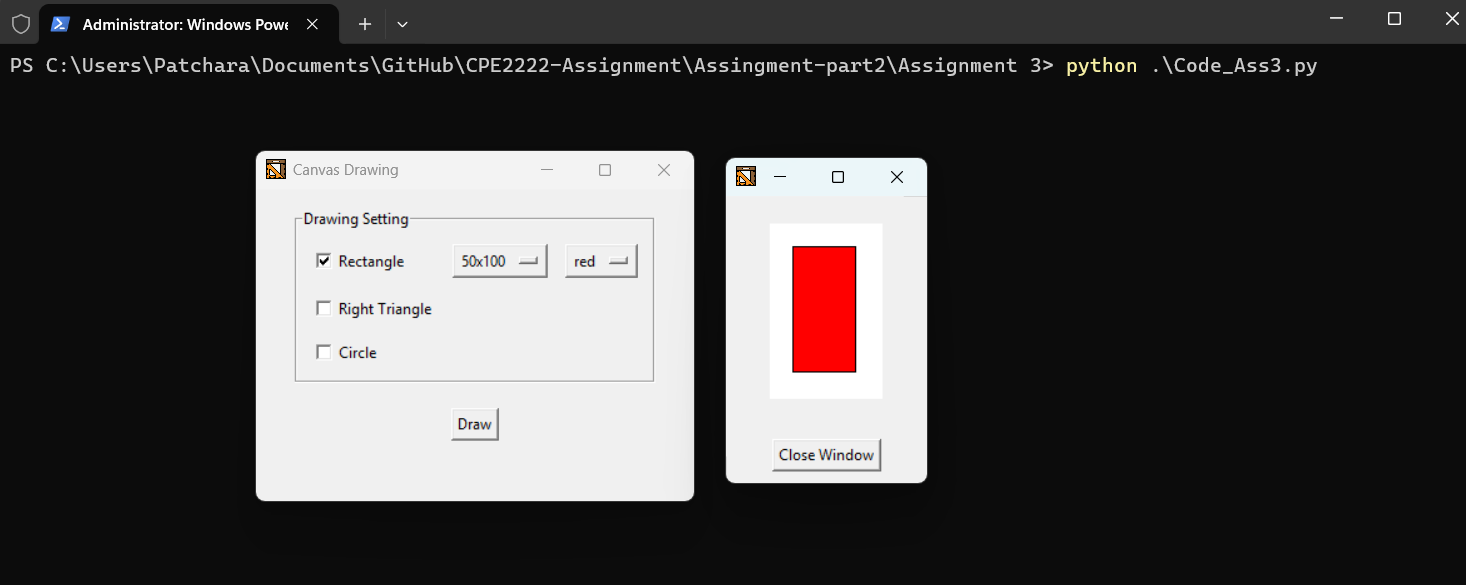 Administrator: Windows Powe
PS C:\Users\Patchara\Documents\GitHub\CPE2222-Assignment\Assingment-part2\Assignment 3> python .\Code_Ass3.py
Canvas Drawing
Drawing Setting
Rectangle 50x100 red
Right Triangle
Circle
Draw
Close Window